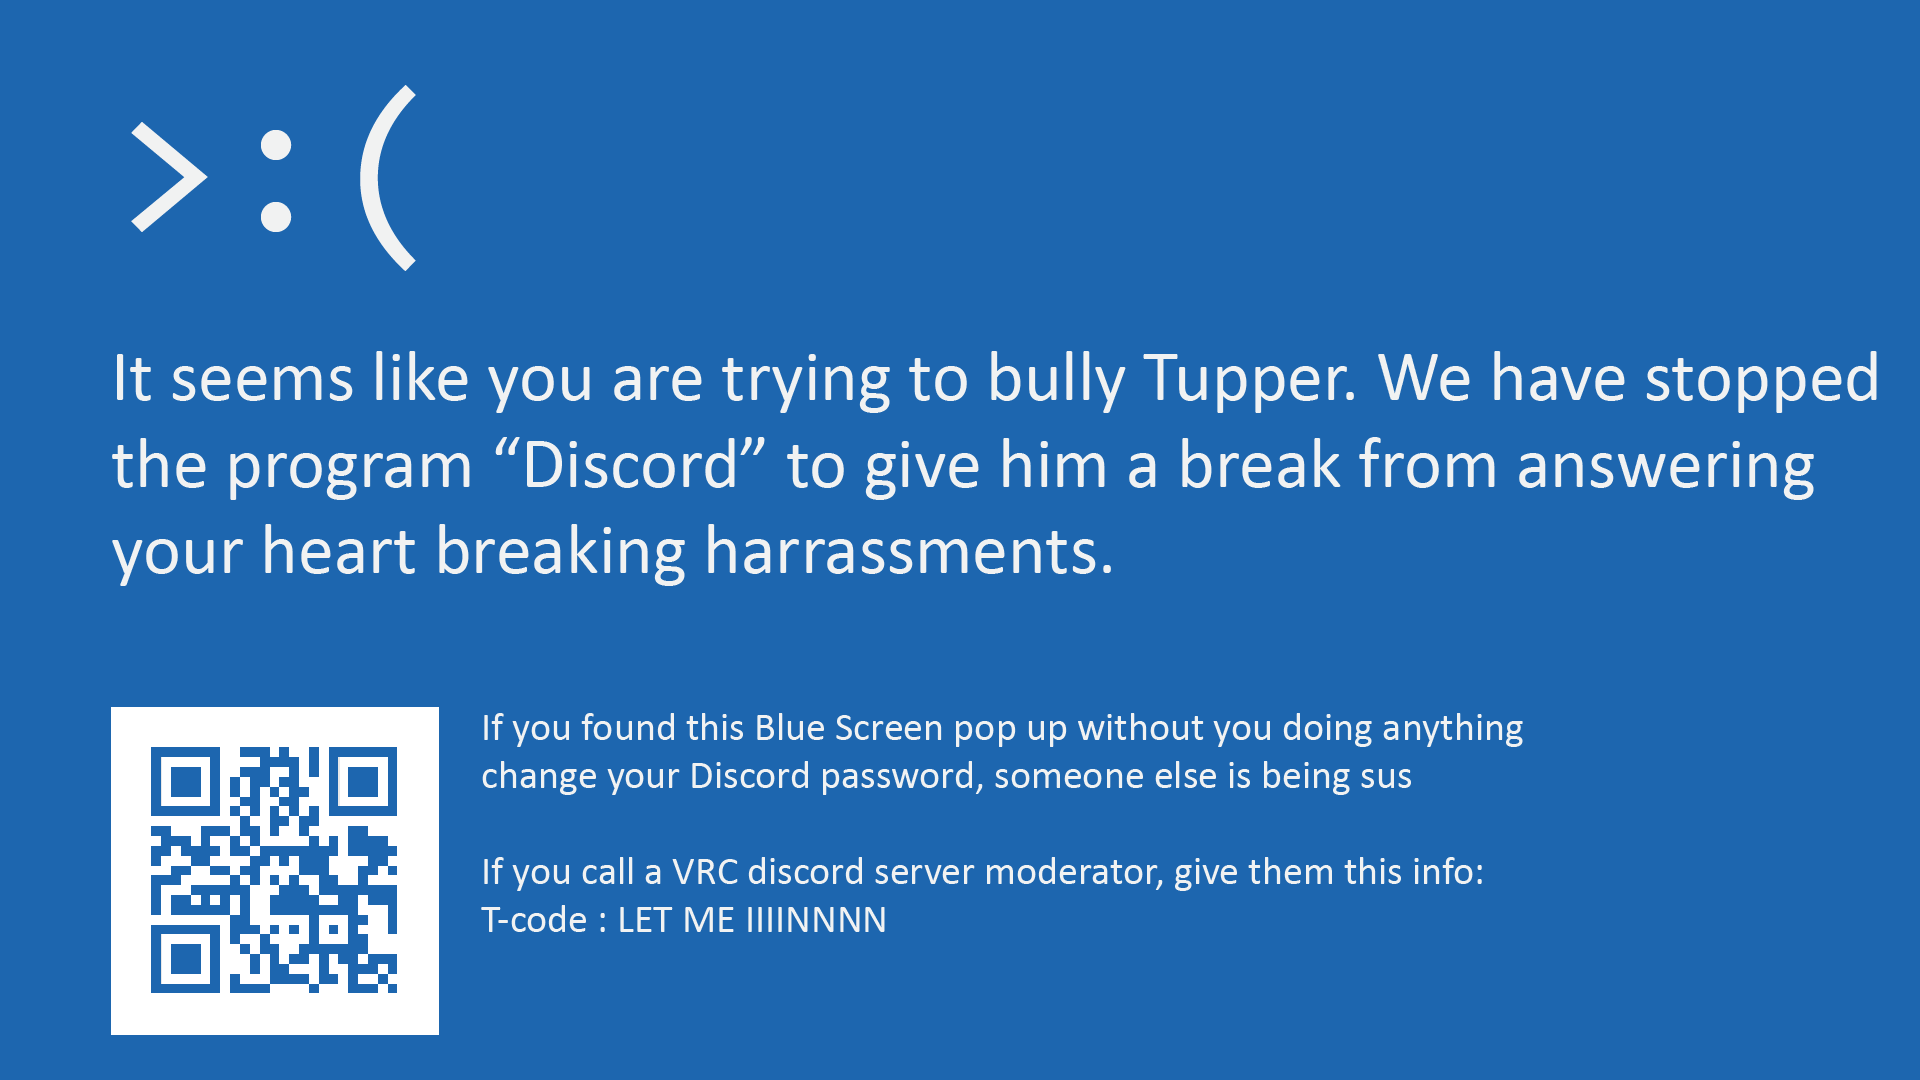 >:(
It seems like you are trying to bully Tupper. We have stopped
the program “Discord” to give him a break from answering
your heart breaking harrassments.
If you found this Blue Screen pop up without you doing anything
change your Discord password, someone else is being sus
If you call a VRC discord server moderator, give them this info:
T-code : LET ME IIIINNNN